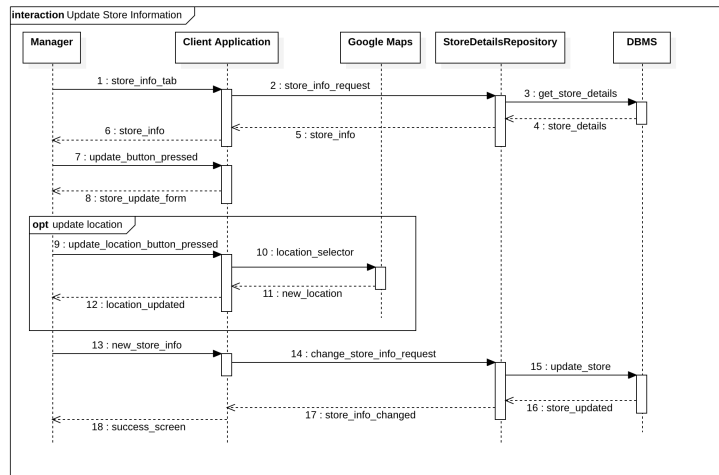 interaction Update Store Information
Manager
Client Application
Google Maps
StoreDetailsRepository
DBMS
1 : store_info_tab
2 : store_info_request
3 : get_store_details
4 : store_details
5 : store_info
6 : store_info
7 : update_button_pressed
8 : store_update_form
opt update location
9 : update_location_button_pressed
10 : location_selector
11 : new_location
12 : location_updated
13 : new_store_info
14 : change_store_info_request
15 : update_store
16 : store_updated
17 : store_info_changed
18 : success_screen